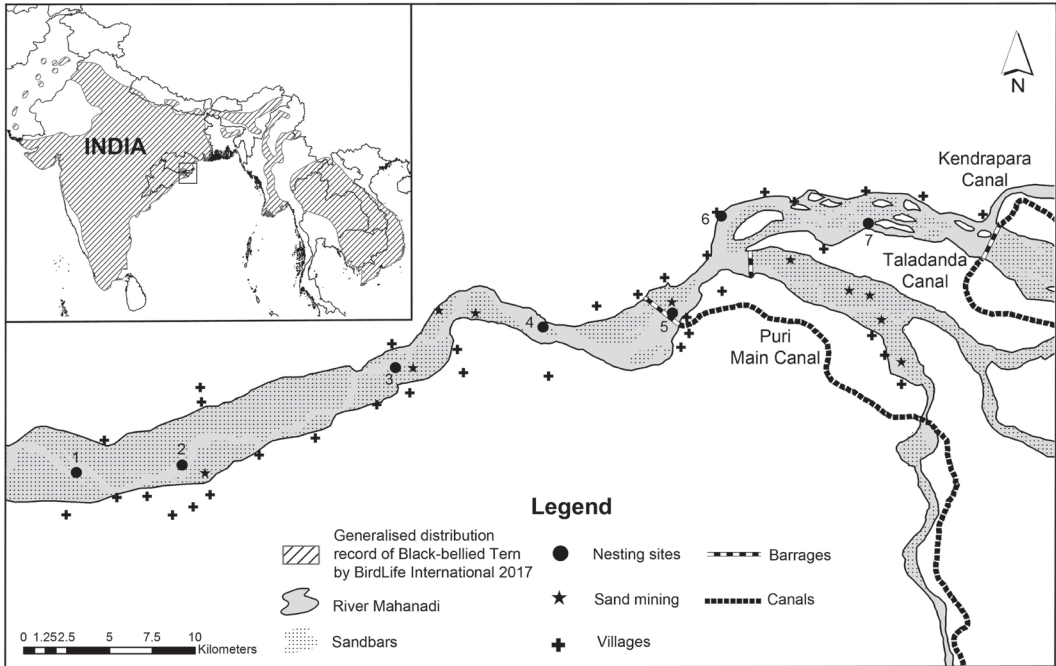 INDIA
N
Kendrapara
Canal
6
7
Taladanda
Canal
4
5
Puri
Main Canal
3
1
2
Legend
Generalised distribution
record of Black-bellied Tern
by BirdLife International 2017
Nesting sites
Barrages
River Mahanadi
Sand mining
Canals
Sandbars
Villages
0 1.252.5 5 7.5 10
Kilometers